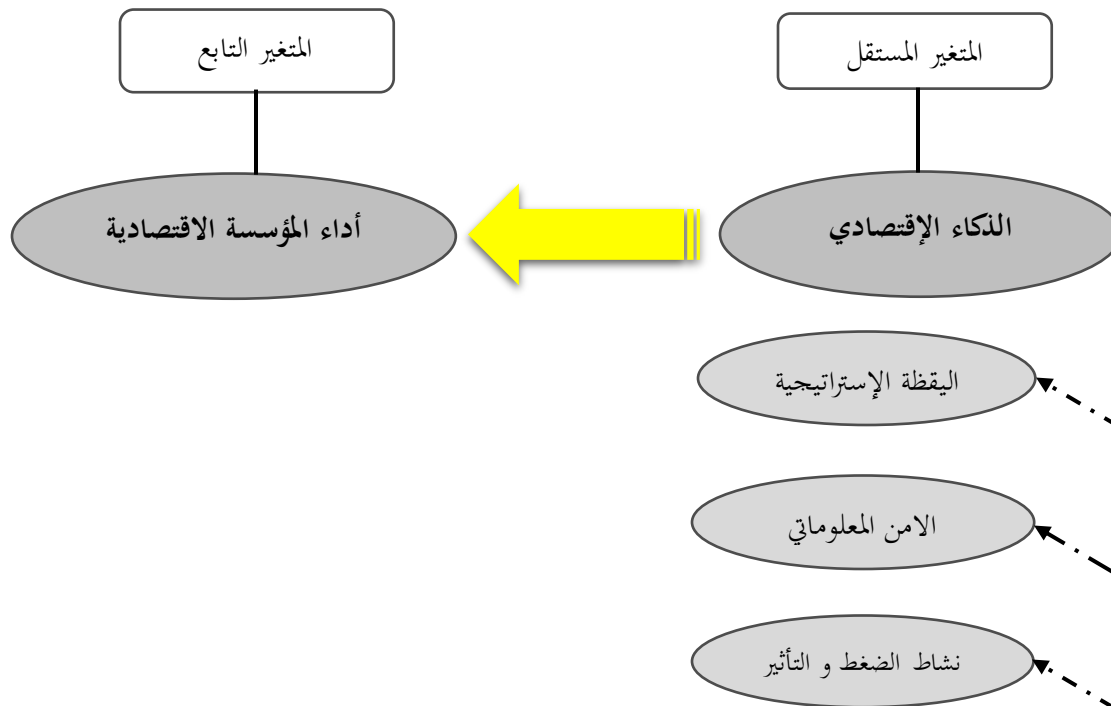 المتغير المستقل
المتغير التابع
الذكاء الإقتصادي
أداء المؤسسة الاقتصادية
اليقظة الإستراتيجية
الامن المعلوماتي
نشاط الضغط و التأثير